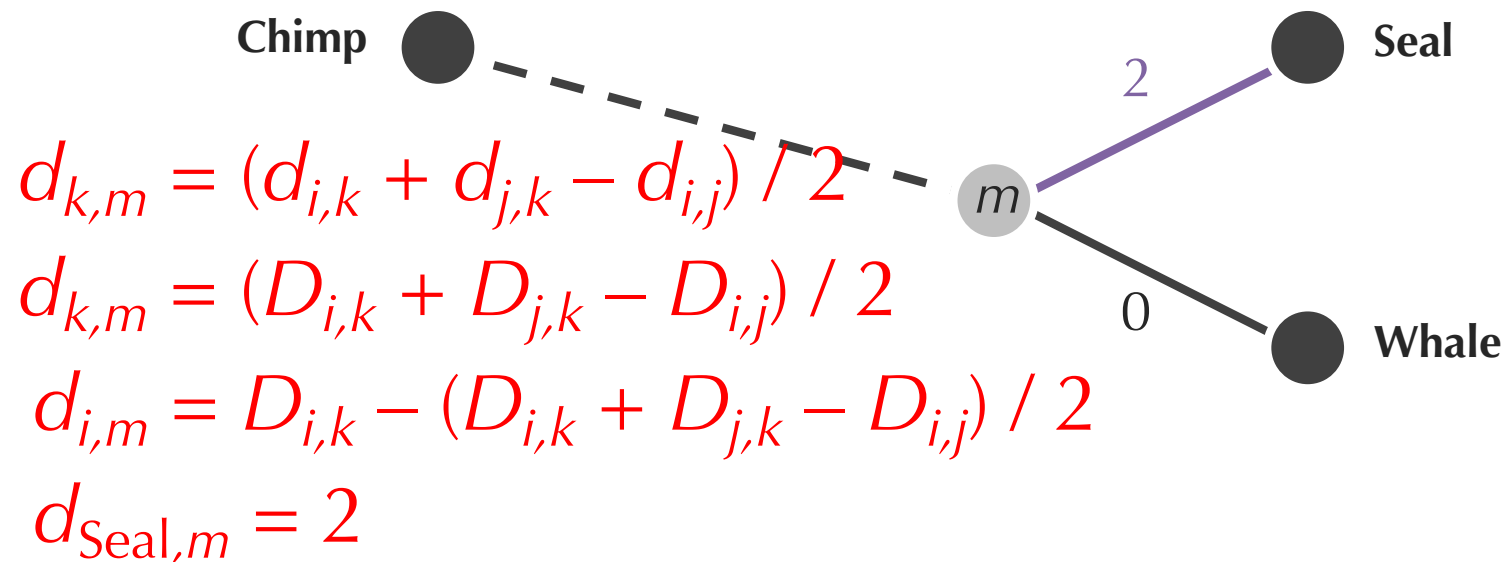 Chimp
Seal
2
m
0
Whale
d_{k,m} = (d_{i,k} + d_{j,k} – d_{i,j}) / 2
d_{k,m} = (D_{i,k} + D_{j,k} – D_{i,j}) / 2
d_{i,m} = D_{i,k} – (D_{i,k} + D_{j,k} – D_{i,j}) / 2
d_{Seal,m} = 2